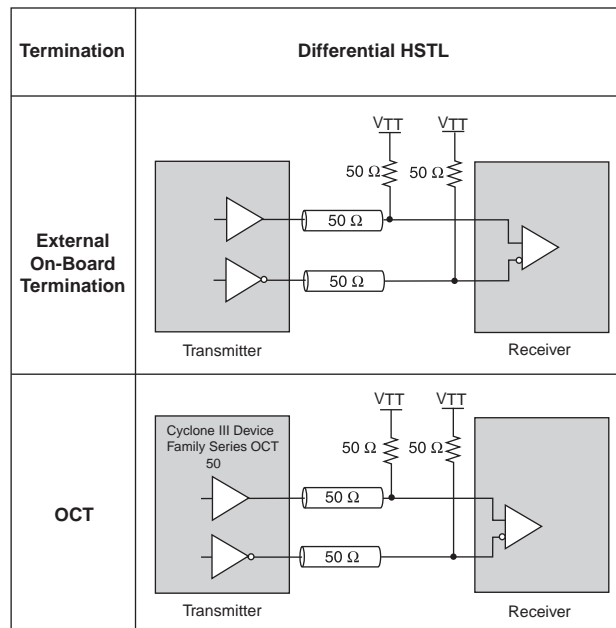 Termination
Differential HSTL
External
On-Board
Termination
VTT
VTT
50 Ω
50 Ω
50 Ω
50 Ω
Transmitter
Receiver
OCT
Cyclone III Device
Family Series OCT
50
VTT
VTT
50 Ω
50 Ω
50 Ω
50 Ω
Transmitter
Receiver